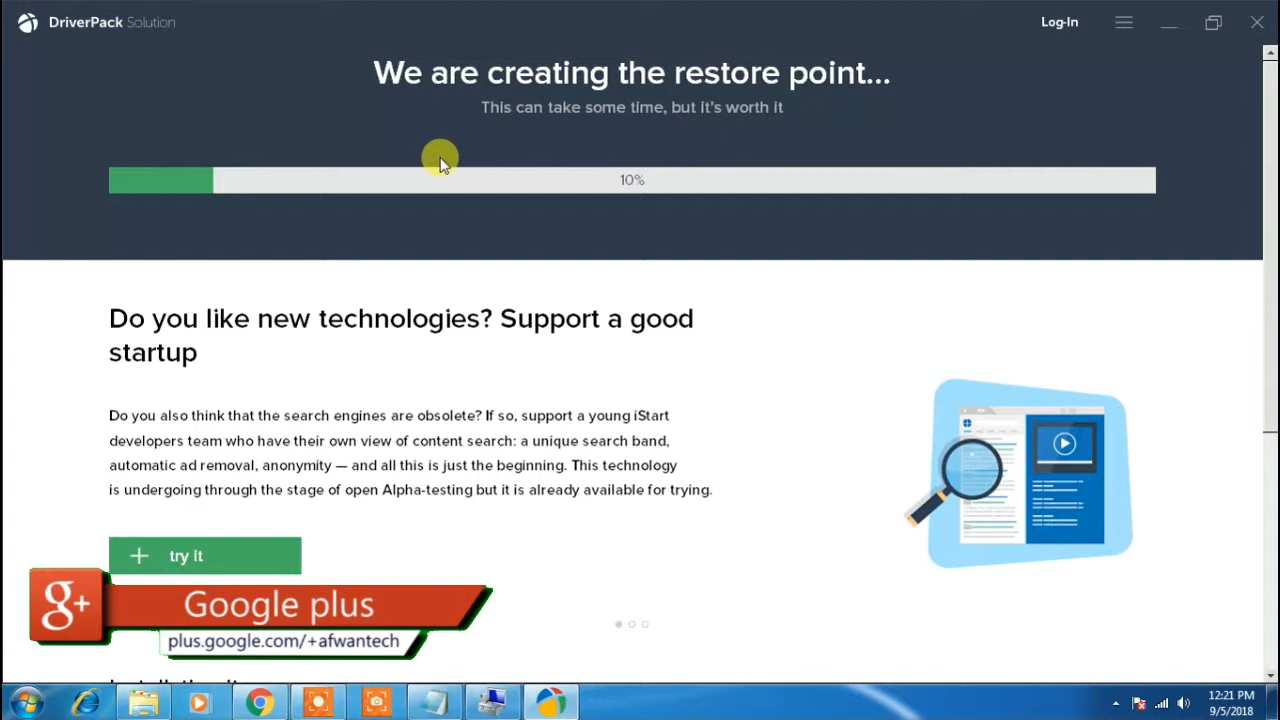 DriverPack Solution
Log-In
We are creating the restore point...
This can take some time, but it's worth it
10%
Do you like new technologies? Support a good
startup
Do you also think that the search engines are obsolete? If so, support a young iStart
developers team who have their own view of content search: a unique search band,
automatic ad removal, anonymity — and all this is just the beginning. This technology
is undergoing through the stage of open Alpha-testing but it is already available for trying.
+ try it
g+ Google plus
plus.google.com/+afwantech
12:21 PM
9/5/2018